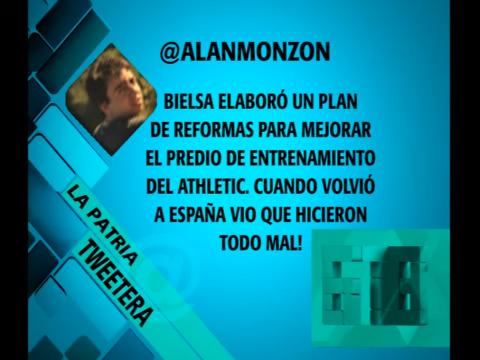 @ALANMONZON
BIELSA ELABORÓ UN PLAN
DE REFORMAS PARA MEJORAR
EL PREDIO DE ENTRENAMIENTO
DEL ATHLETIC. CUANDO VOLVIÓ
A ESPAÑA VIO QUE HICIERON
TODO MAL!
LA PATRIA
TWEETERA
@